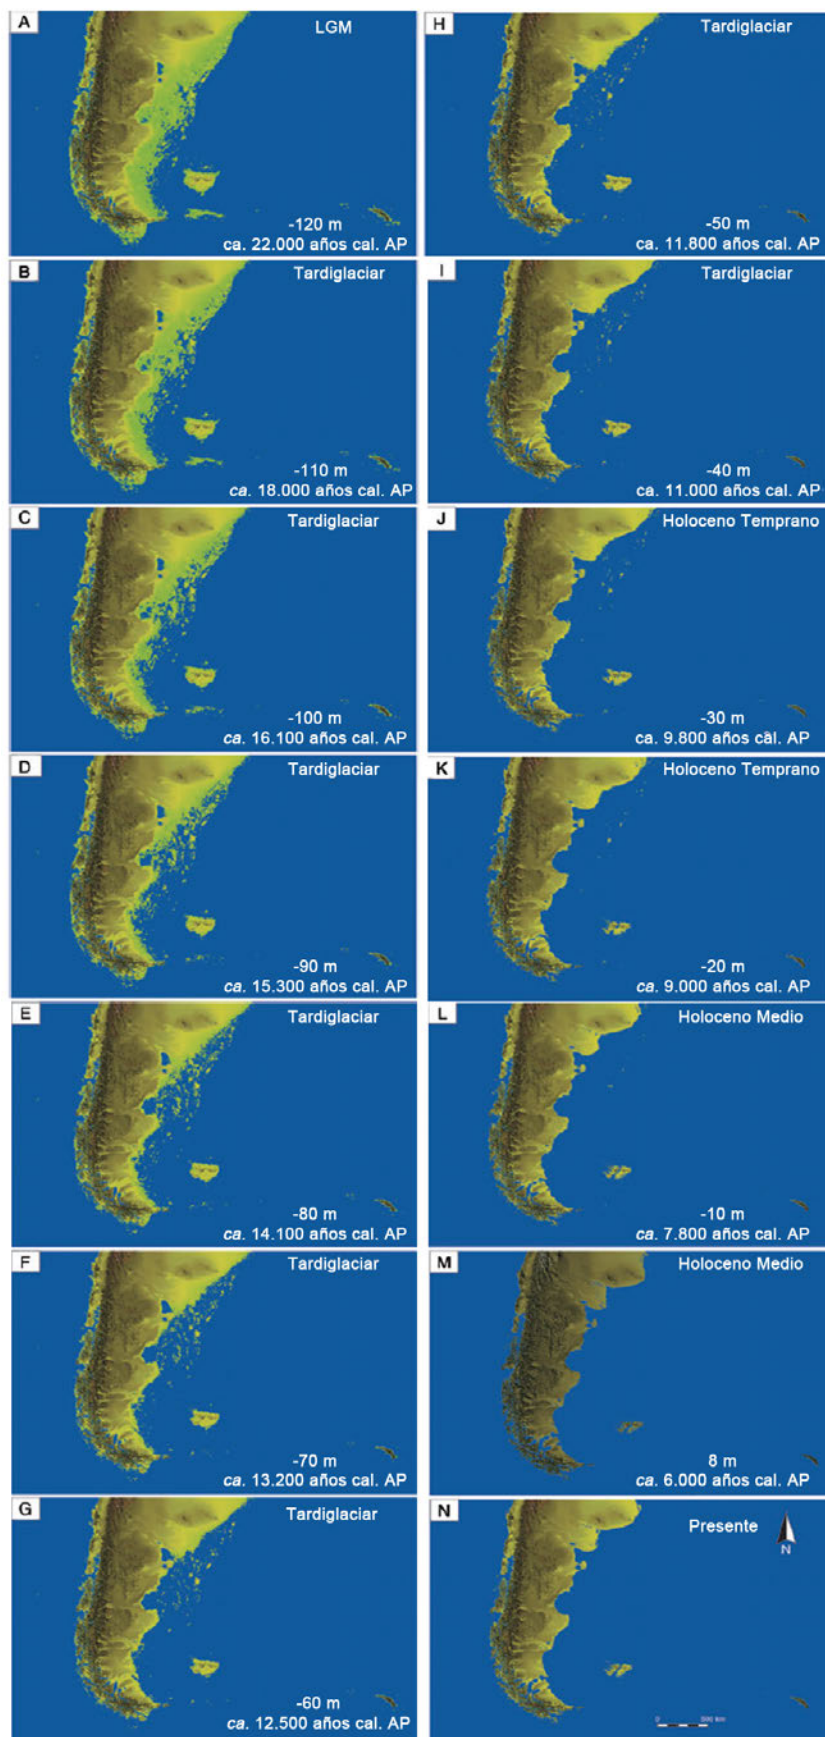 A
LGM
-120 m
ca. 22.000 años cal. AP
B
Tardiglaciar
-110 m
ca. 18.000 años cal. AP
C
Tardiglaciar
-100 m
ca. 16.100 años cal. AP
D
Tardiglaciar
-90 m
ca. 15.300 años cal. AP
E
Tardiglaciar
-80 m
ca. 14.100 años cal. AP
F
Tardiglaciar
-70 m
ca. 13.200 años cal. AP
G
Tardiglaciar
-60 m
ca. 12.500 años cal. AP
H
Tardiglaciar
-50 m
ca. 11.800 años cal. AP
I
Tardiglaciar
-40 m
ca. 11.000 años cal. AP
J
Holoceno Temprano
-30 m
ca. 9.800 años cal. AP
K
Holoceno Temprano
-20 m
ca. 9.000 años cal. AP
L
Holoceno Medio
-10 m
ca. 7.800 años cal. AP
M
Holoceno Medio
8 m
ca. 6.000 años cal. AP
N
Presente
N
0